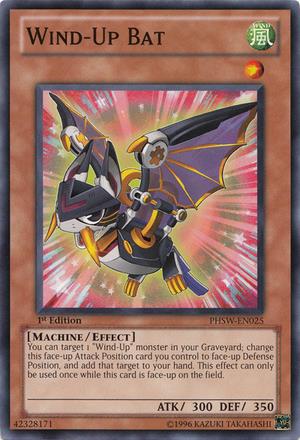 WIND-UP BAT
WIND
風
1st Edition
PHSW-EN025
[MACHINE / EFFECT]
You can target 1 "Wind-Up" monster in your Graveyard; change
this face-up Attack Position card you control to face-up Defense
Position, and add that target to your hand. This effect can only
be used once while this card is face-up on the field.
ATK/ 300 DEF/ 350
42328171
©1996 KAZUKI TAKAHASHI